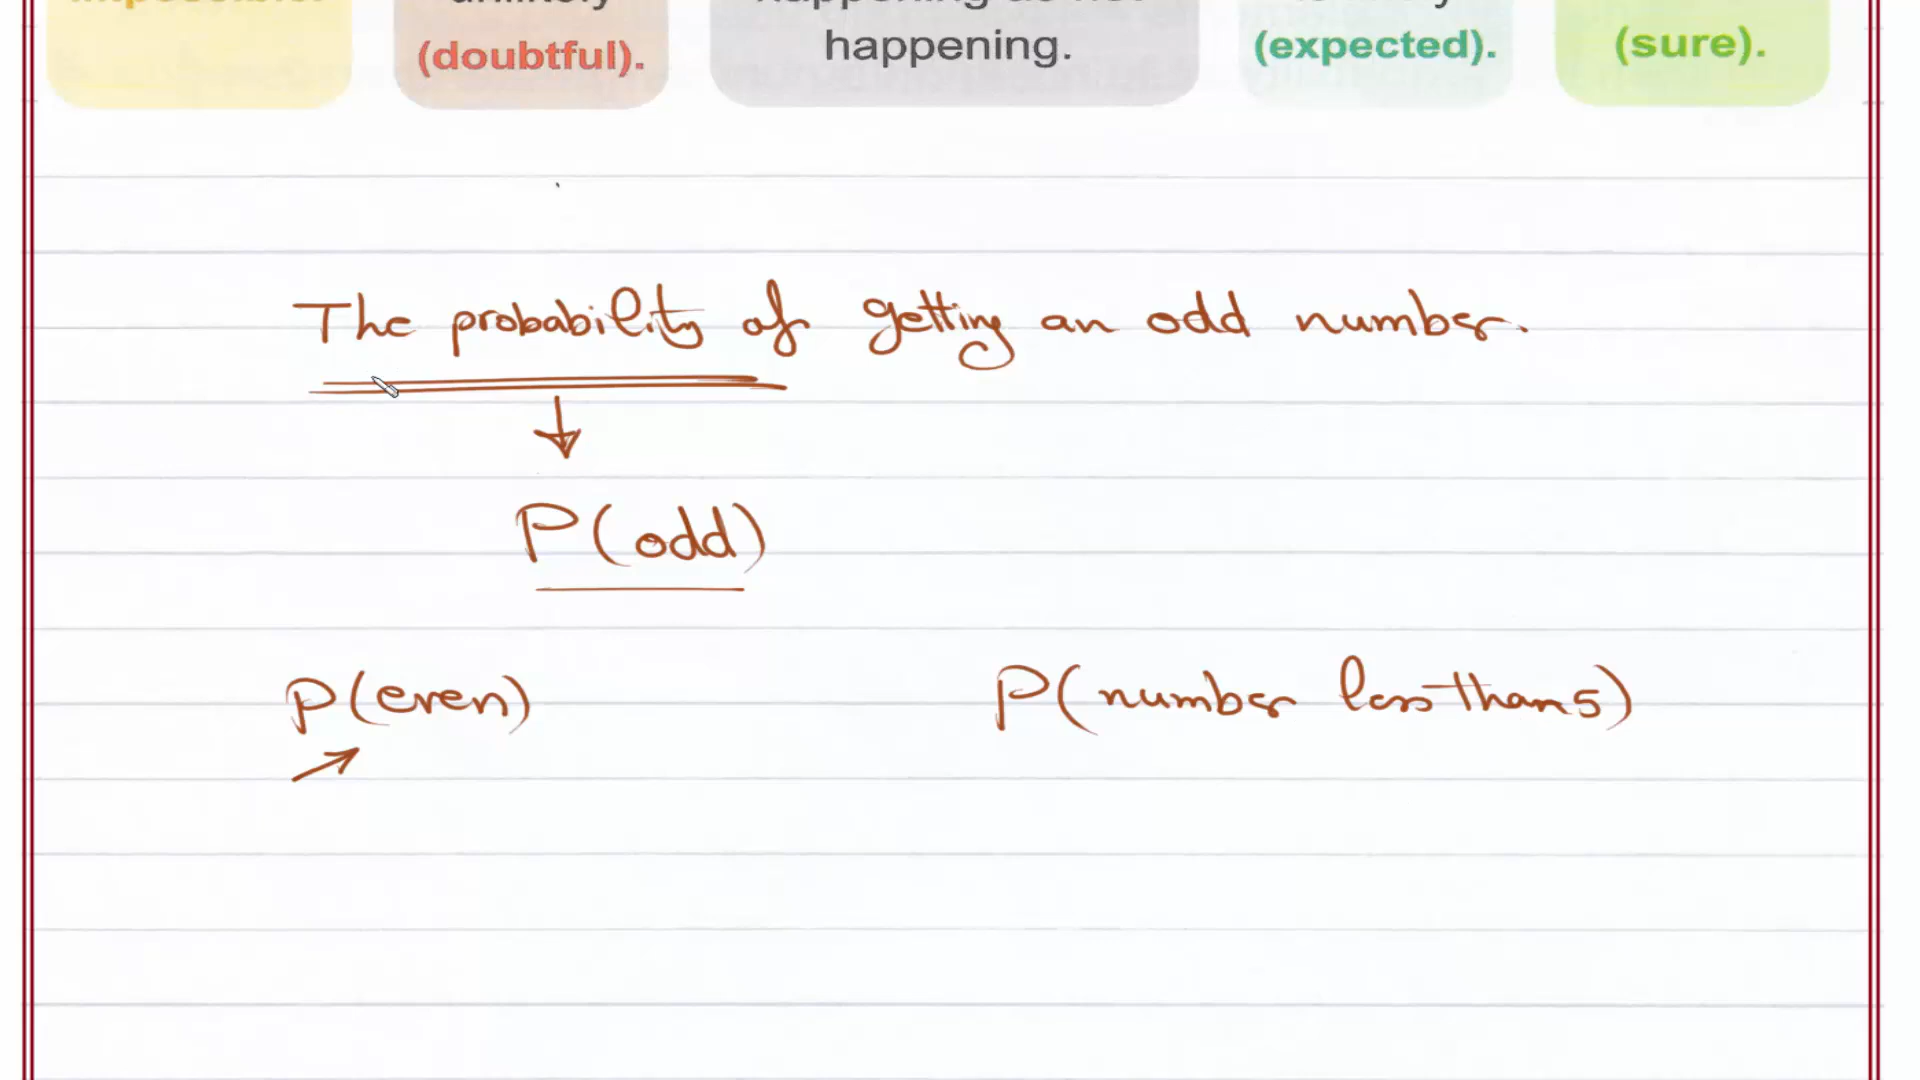 (doubtful).
happening.
(expected).
(sure).
The probability of getting an odd number.
P(odd)
P(even)
P(number less than 5)